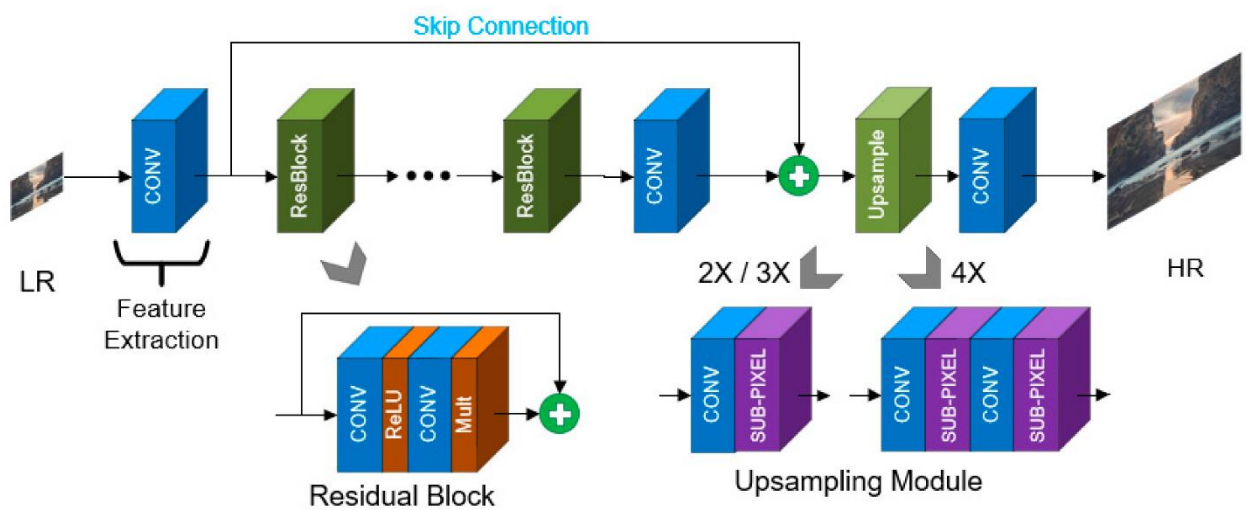 Skip Connection
CONV
ResBlock
ResBlock
CONV
Upsample
CONV
LR
Feature
Extraction
2X / 3X
4X
HR
CONV
ReLU
CONV
Mult
CONV
SUB-PIXEL
CONV
SUB-PIXEL
CONV
SUB-PIXEL
Residual Block
Upsampling Module